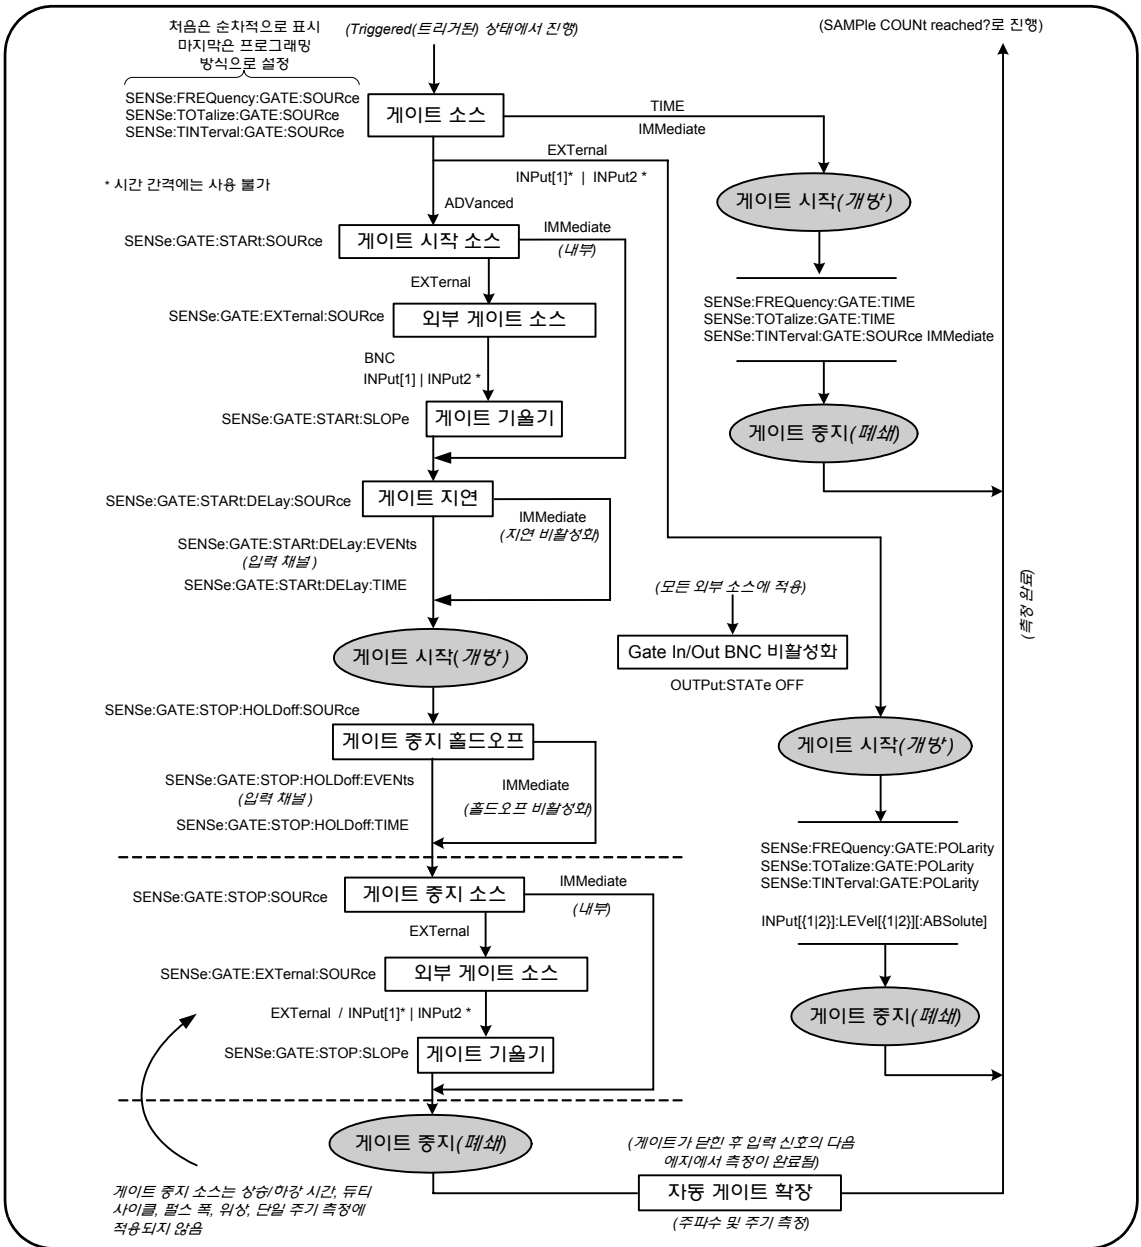 처음은 순차적으로 표시
마지막은 프로그래밍
방식으로 설정
(Triggered(트리거된) 상태에서 진행)
(SAMPle COUNt reached?로 진행)
SENSe:FREQuency:GATE:SOURce
SENSe:TOTalize:GATE:SOURce
SENSe:TINTerval:GATE:SOURce
게이트 소스
TIME
IMMediate
EXTernal
INPut[1]* | INPut2 *
* 시간 간격에는 사용 불가
ADVanced
게이트 시작(개방)
SENSe:GATE:STARt:SOURce
게이트 시작 소스
IMMediate
(내부)
EXTernal
SENSe:GATE:EXTernal:SOURce
외부 게이트 소스
SENSe:FREQuency:GATE:TIME
SENSe:TOTalize:GATE:TIME
SENSe:TINTerval:GATE:SOURce IMMediate
BNC
INPut[1] | INPut2 *
SENSe:GATE:STARt:SLOPe
게이트 기울기
게이트 중지(폐쇄)
SENSe:GATE:STARt:DELay:SOURce
게이트 지연
IMMediate
(지연 비활성화)
SENSe:GATE:STARt:DELay:EVENts
(입력 채널)
SENSe:GATE:STARt:DELay:TIME
(모든 외부 소스에 적용)
(측정 완료)
게이트 시작(개방)
Gate In/Out BNC 비활성화
OUTPut:STATe OFF
SENSe:GATE:STOP:HOLDoff:SOURce
게이트 중지 홀드오프
게이트 시작(개방)
SENSe:GATE:STOP:HOLDoff:EVENts
(입력 채널)
IMMediate
(홀드오프 비활성화)
SENSe:GATE:STOP:HOLDoff:TIME
SENSe:FREQuency:GATE:POLarity
SENSe:TOTalize:GATE:POLarity
SENSe:TINTerval:GATE:POLarity
INPut[{1|2}]:LEVel[{1|2}][:ABSolute]
SENSe:GATE:STOP:SOURce
게이트 중지 소스
IMMediate
(내부)
EXTernal
SENSe:GATE:EXTernal:SOURce
외부 게이트 소스
EXTernal / INPut[1]* | INPut2 *
게이트 중지(폐쇄)
SENSe:GATE:STOP:SLOPe
게이트 기울기
게이트 중지(폐쇄)
(게이트가 닫힌 후 입력 신호의 다음
에지에서 측정이 완료됨)
자동 게이트 확장
(주파수 및 주기 측정)
게이트 중지 소스는 상승/하강 시간, 듀티
사이클, 펄스 폭, 위상, 단일 주기 측정에
적용되지 않음